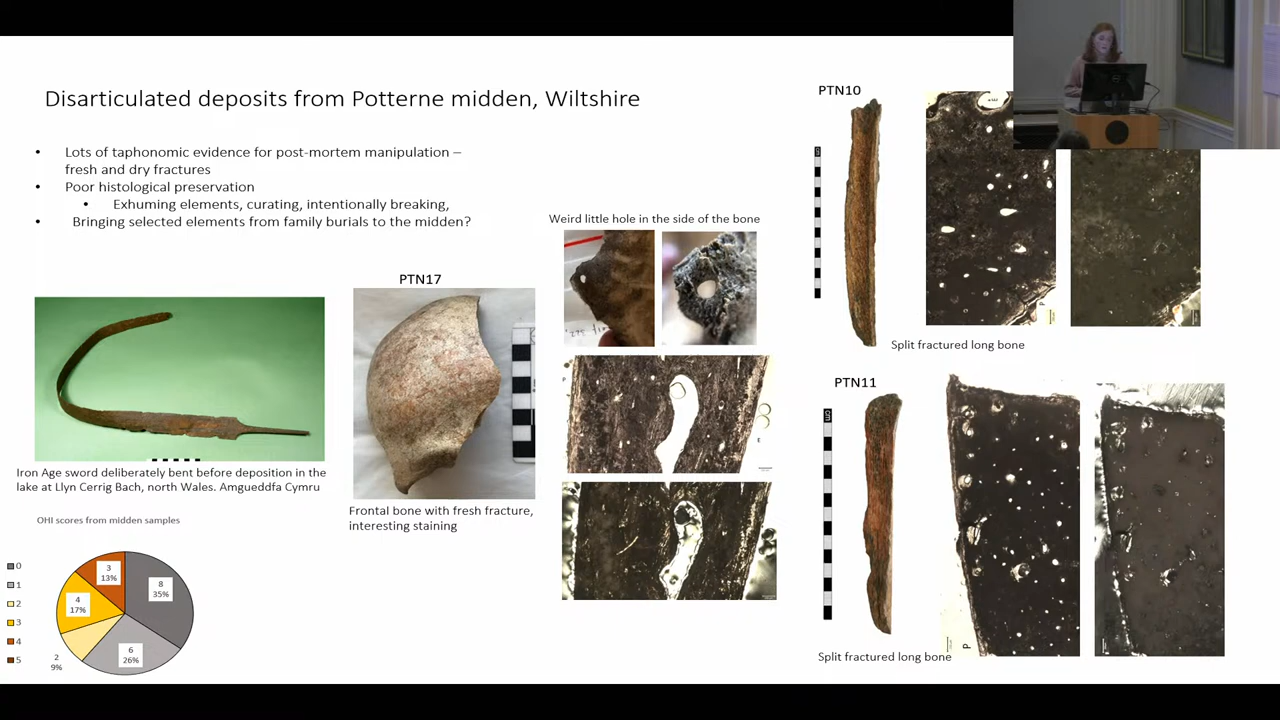 Disarticulated deposits from Potterne midden, Wiltshire
• Lots of taphonomic evidence for post-mortem manipulation –
fresh and dry fractures
• Poor histological preservation
• Exhuming elements, curating, intentionally breaking,
• Bringing selected elements from family burials to the midden?
Iron Age sword deliberately bent before deposition in the
lake at Llyn Cerrig Bach, north Wales. Amgueddfa Cymru
OHI scores from midden samples
0
1
2
3
4
5
8
35%
6
26%
2
9%
4
17%
3
13%
PTN17
Frontal bone with fresh fracture,
interesting staining
Weird little hole in the side of the bone
PTN10
Split fractured long bone
PTN11
cm
P
Split fractured long bone